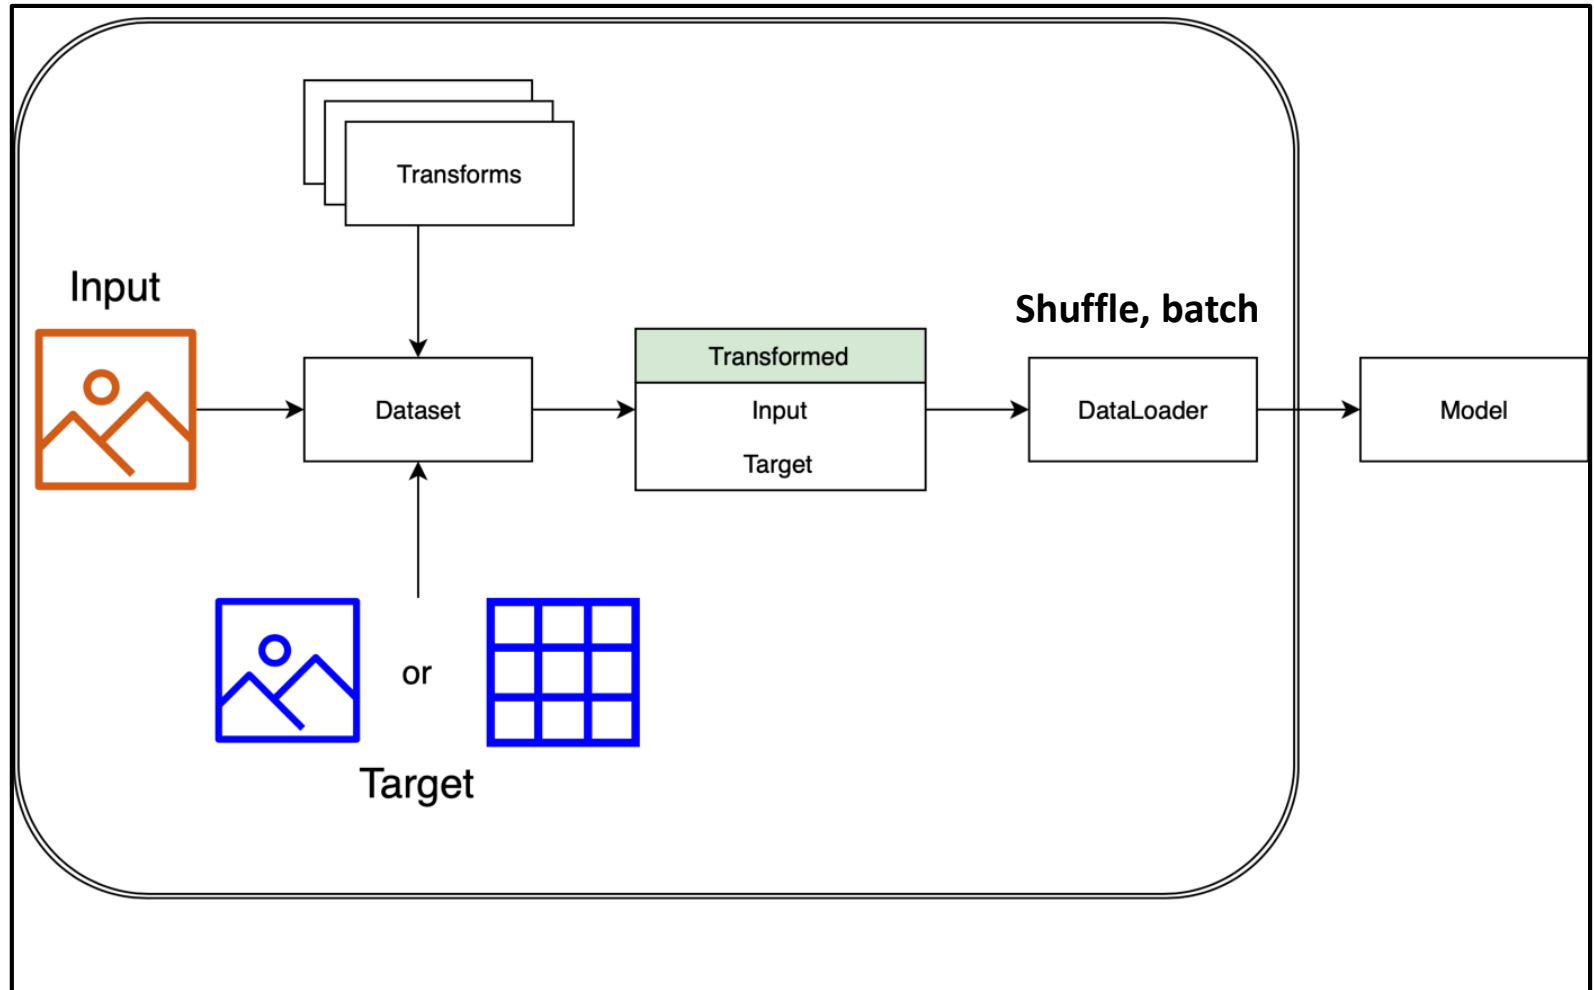 Transforms
Input
Shuffle, batch
Transformed
Dataset
Input
DataLoader
Model
Target
or
Target